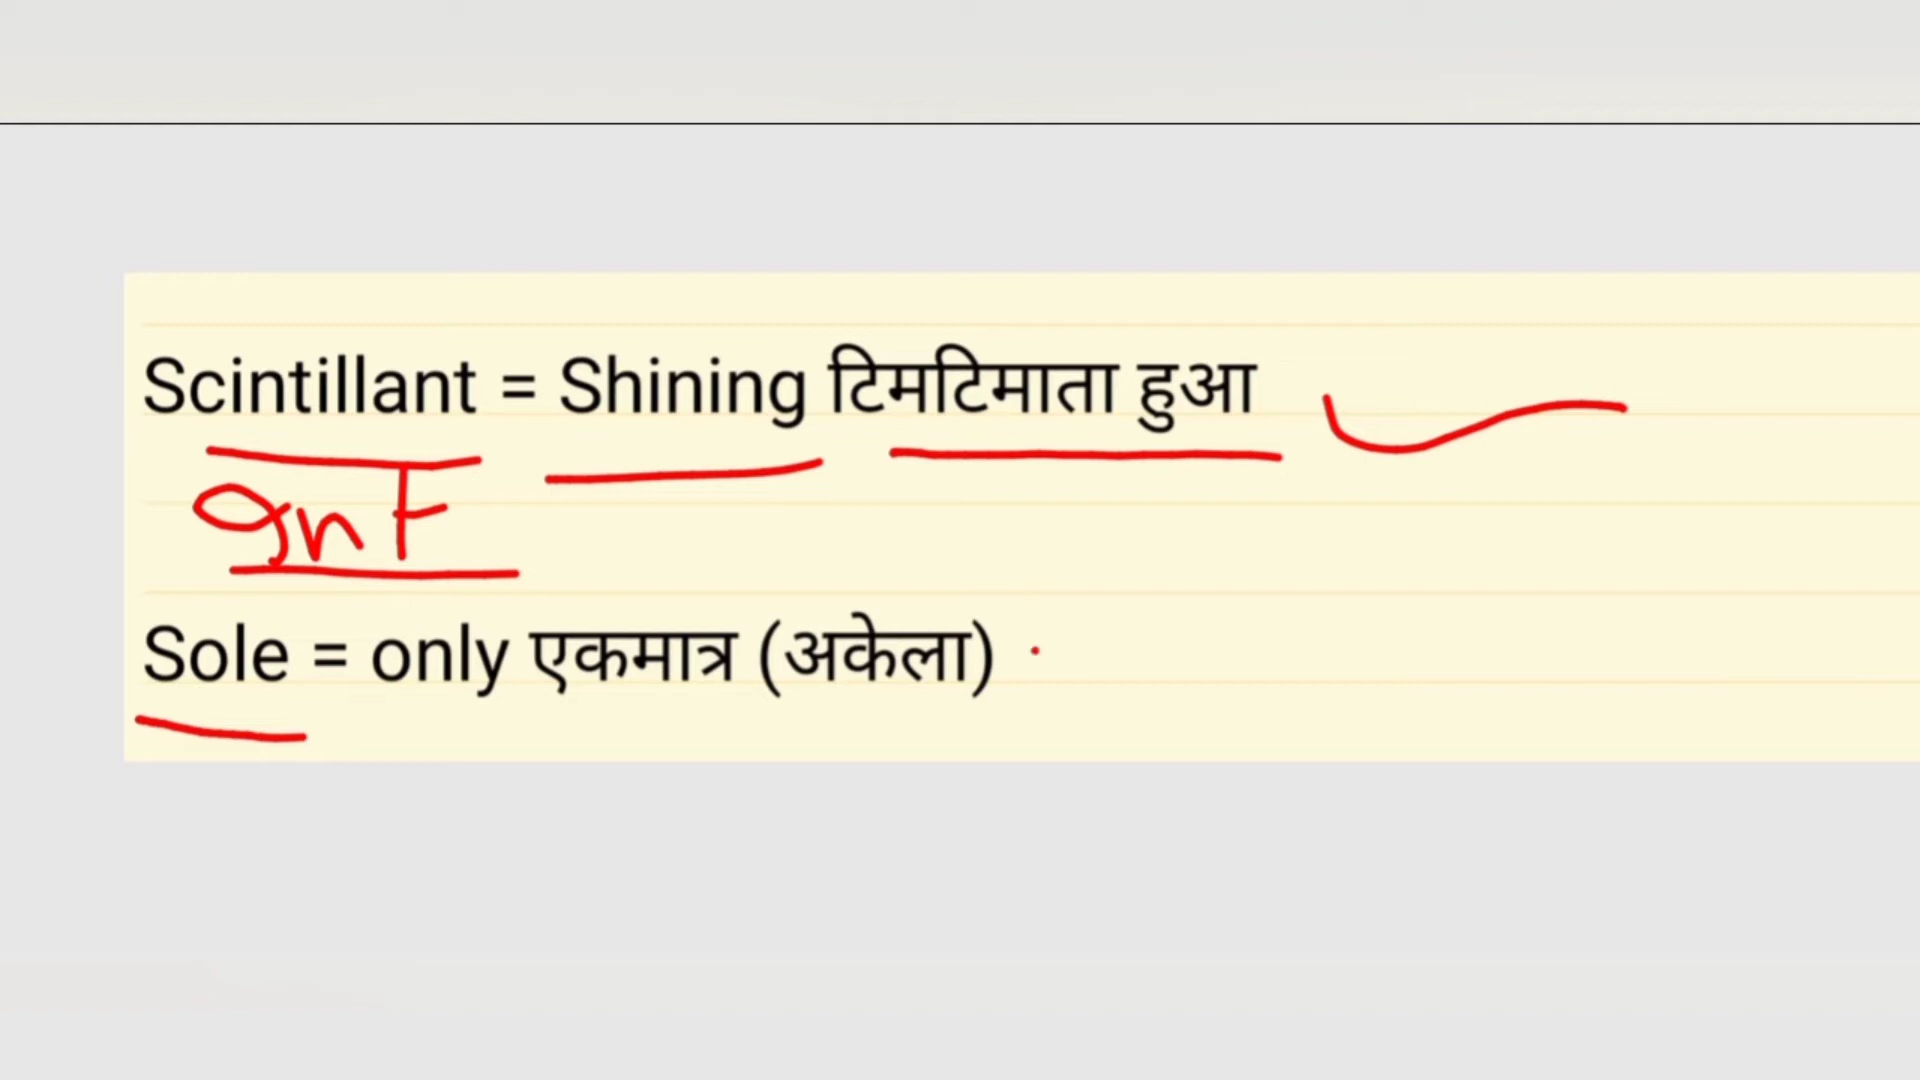 Scintillant = Shining टिमटिमाता हुआ
Sole = only एकमात्र (अकेला)